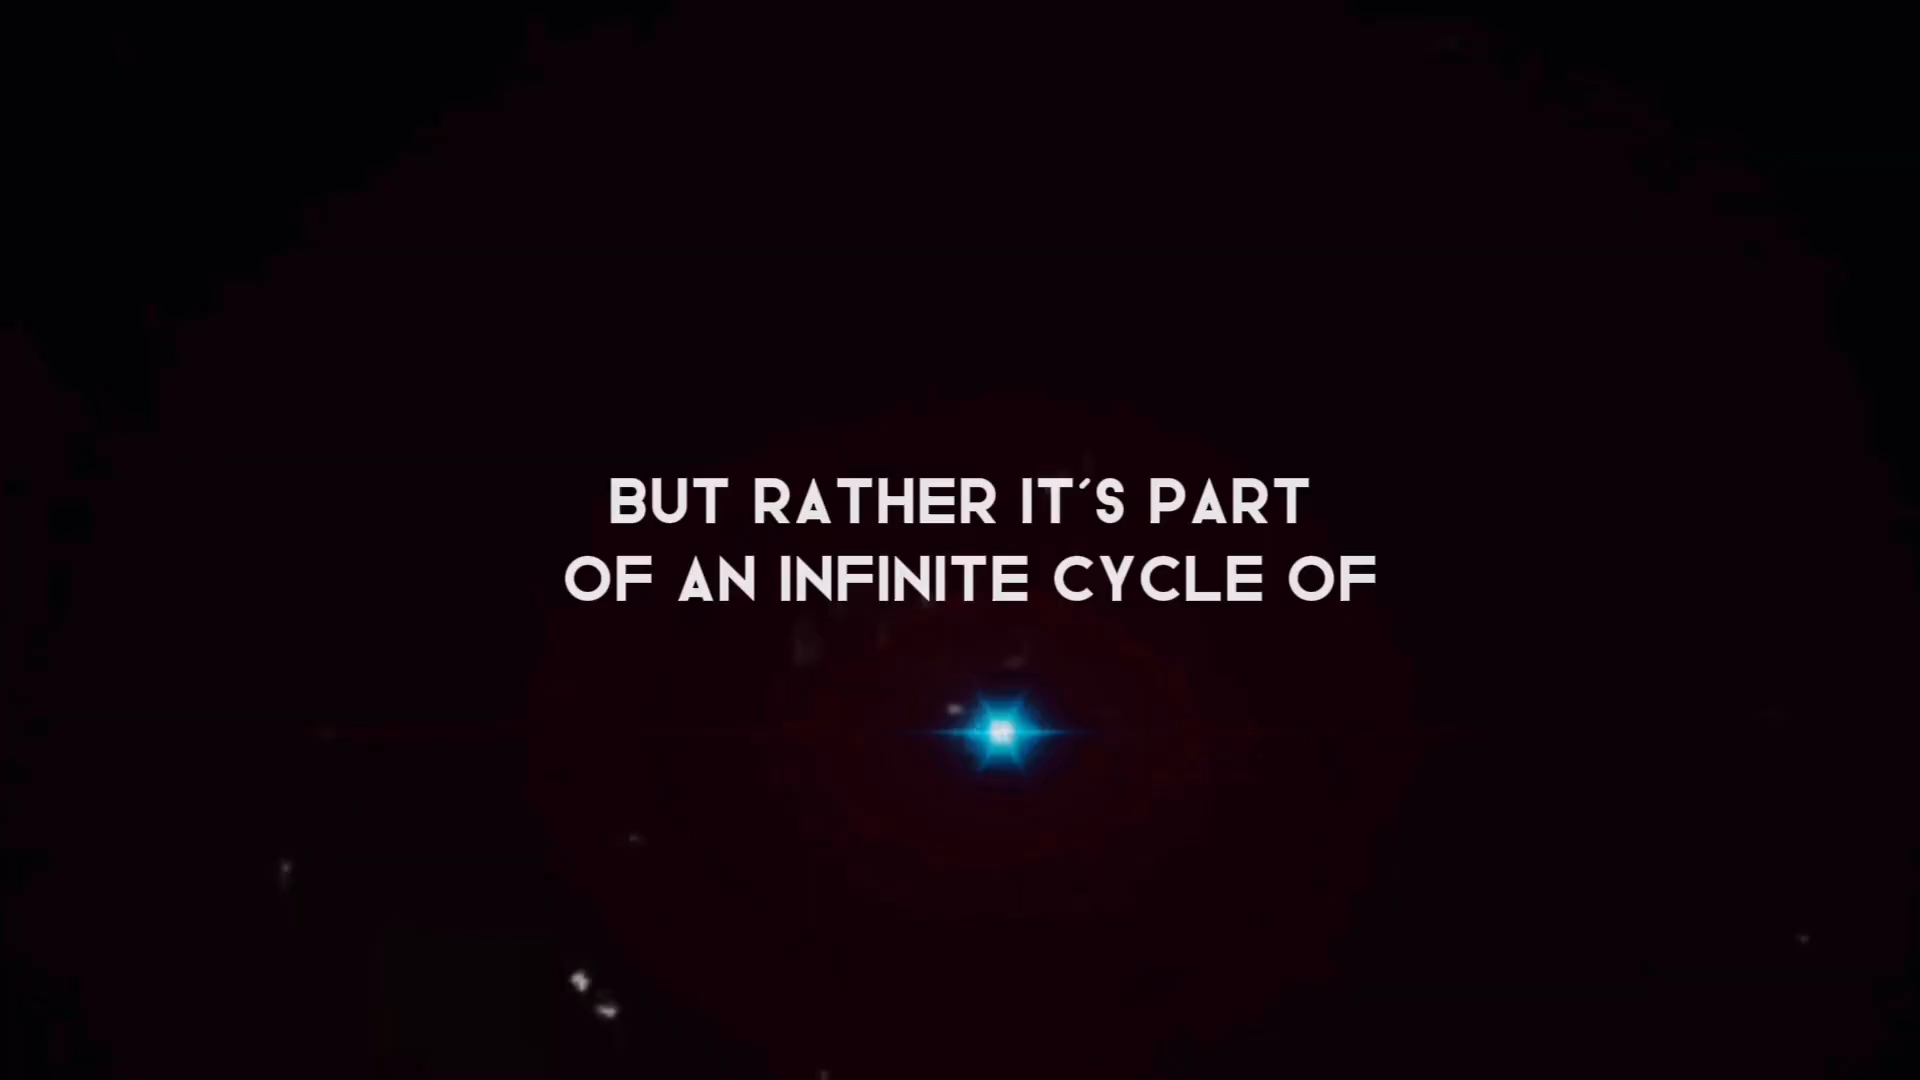 BUT RATHER IT´S PART
OF AN INFINITE CYCLE OF